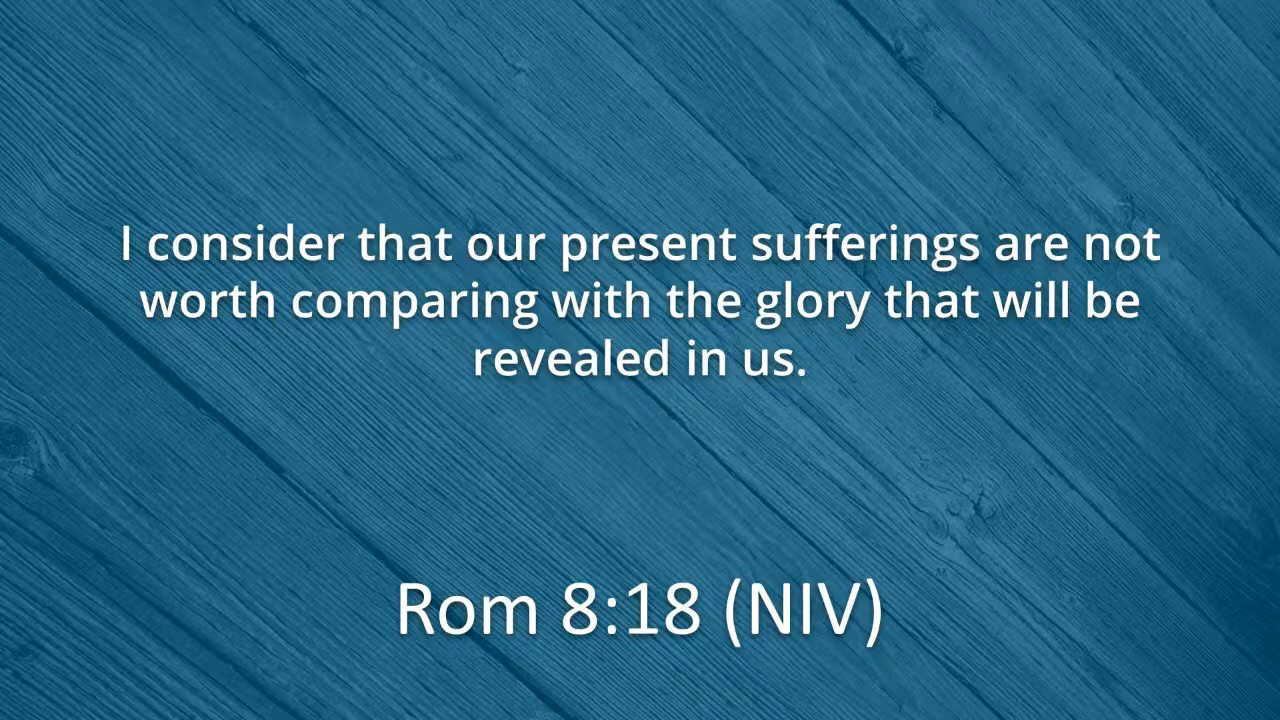 I consider that our present sufferings are not
worth comparing with the glory that will be
revealed in us.
Rom 8:18 (NIV)